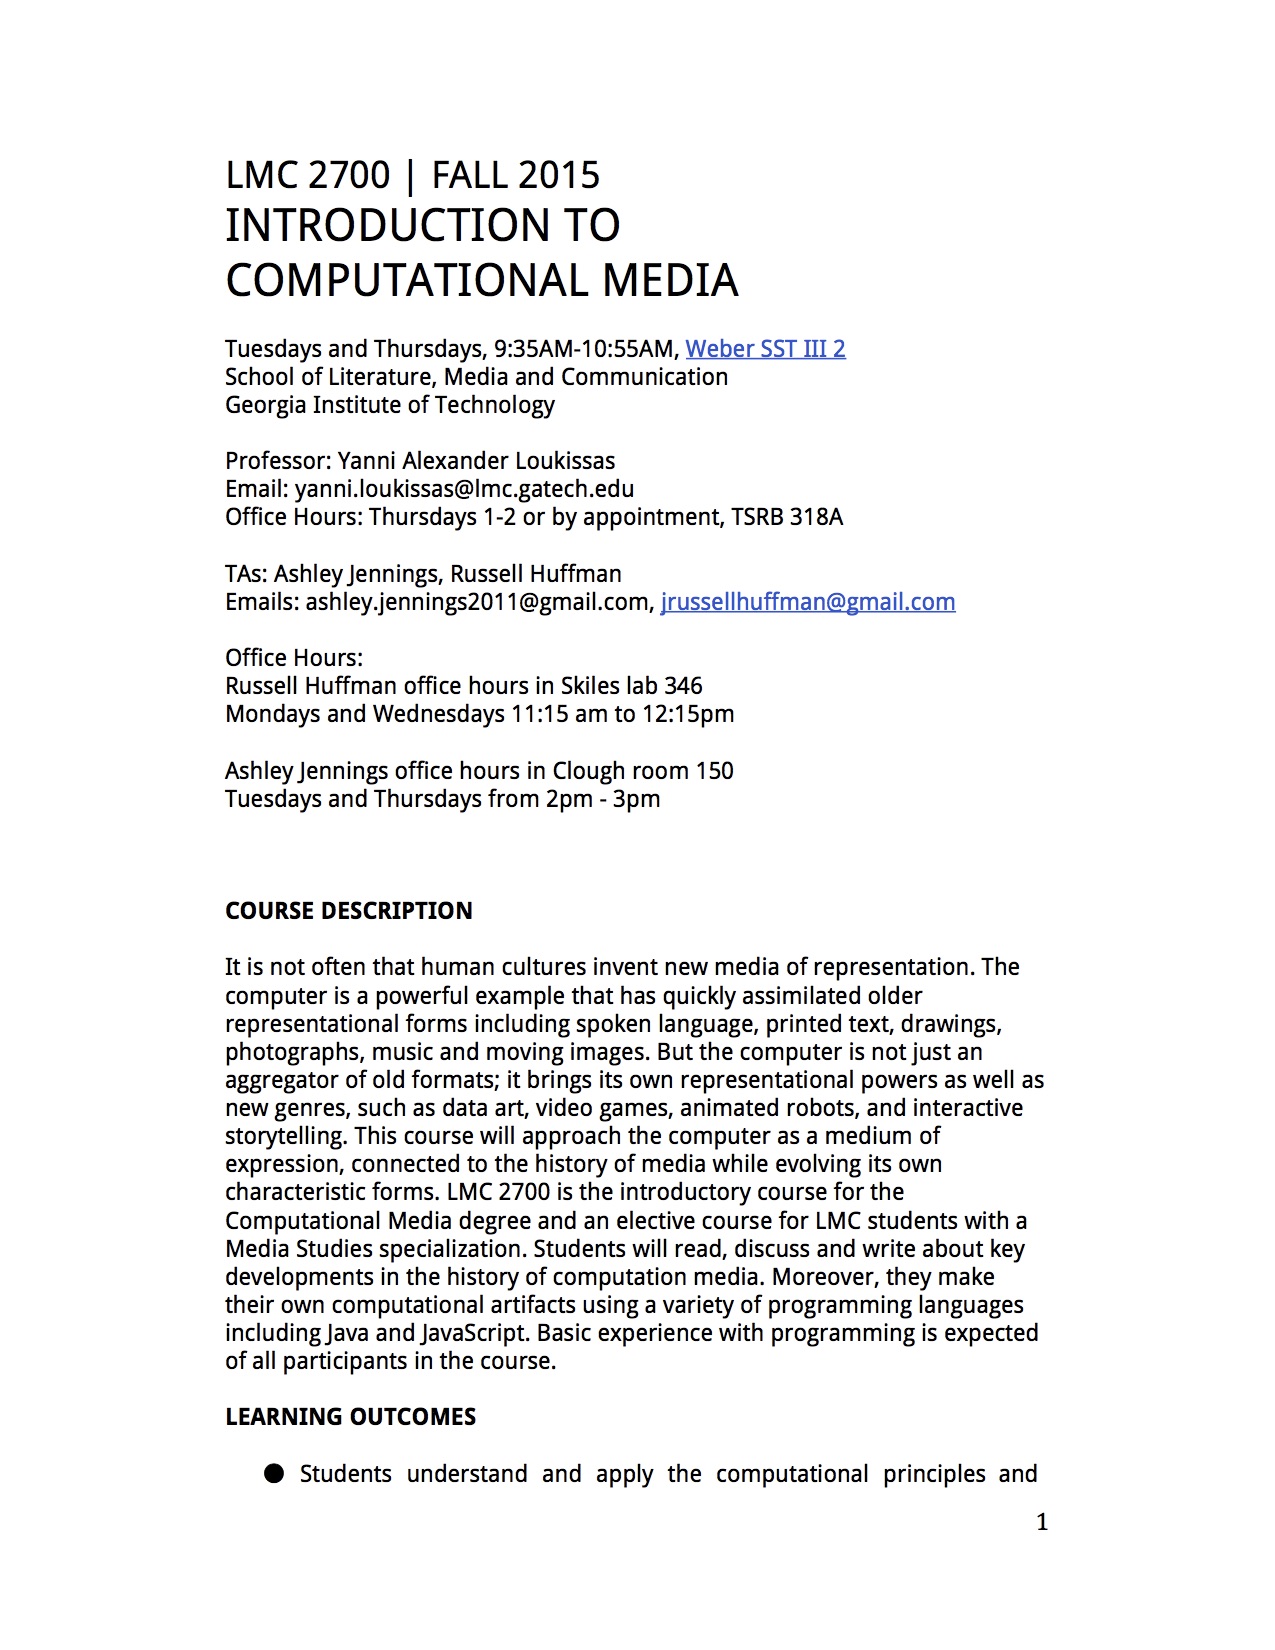 LMC 2700 | FALL 2015
INTRODUCTION TO
COMPUTATIONAL MEDIA
Tuesdays and Thursdays, 9:35AM-10:55AM, Weber SST III 2
School of Literature, Media and Communication
Georgia Institute of Technology
Professor: Yanni Alexander Loukissas
Email: yanni.loukissas@lmc.gatech.edu
Office Hours: Thursdays 1-2 or by appointment, TSRB 318A
TAs: Ashley Jennings, Russell Huffman
Emails: ashley.jennings2011@gmail.com, jrussellhuffman@gmail.com
Office Hours:
Russell Huffman office hours in Skiles lab 346
Mondays and Wednesdays 11:15 am to 12:15pm
Ashley Jennings office hours in Clough room 150
Tuesdays and Thursdays from 2pm - 3pm
COURSE DESCRIPTION
It is not often that human cultures invent new media of representation. The
computer is a powerful example that has quickly assimilated older
representational forms including spoken language, printed text, drawings,
photographs, music and moving images. But the computer is not just an
aggregator of old formats; it brings its own representational powers as well as
new genres, such as data art, video games, animated robots, and interactive
storytelling. This course will approach the computer as a medium of
expression, connected to the history of media while evolving its own
characteristic forms. LMC 2700 is the introductory course for the
Computational Media degree and an elective course for LMC students with a
Media Studies specialization. Students will read, discuss and write about key
developments in the history of computation media. Moreover, they make
their own computational artifacts using a variety of programming languages
including Java and JavaScript. Basic experience with programming is expected
of all participants in the course.
LEARNING OUTCOMES
● Students understand and apply the computational principles and
1